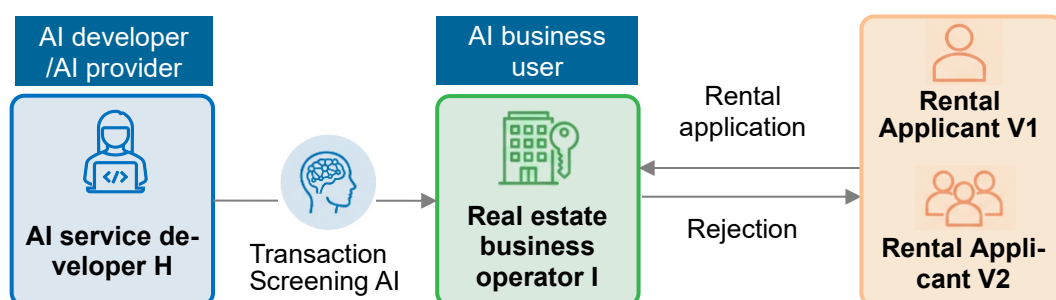 AI developer
/AI provider
AI service de-
veloper H
Transaction
Screening AI
AI business
user
Real estate
business
operator I
Rental
application
Rejection
Rental
Applicant V1
Rental Appli-
cant V2